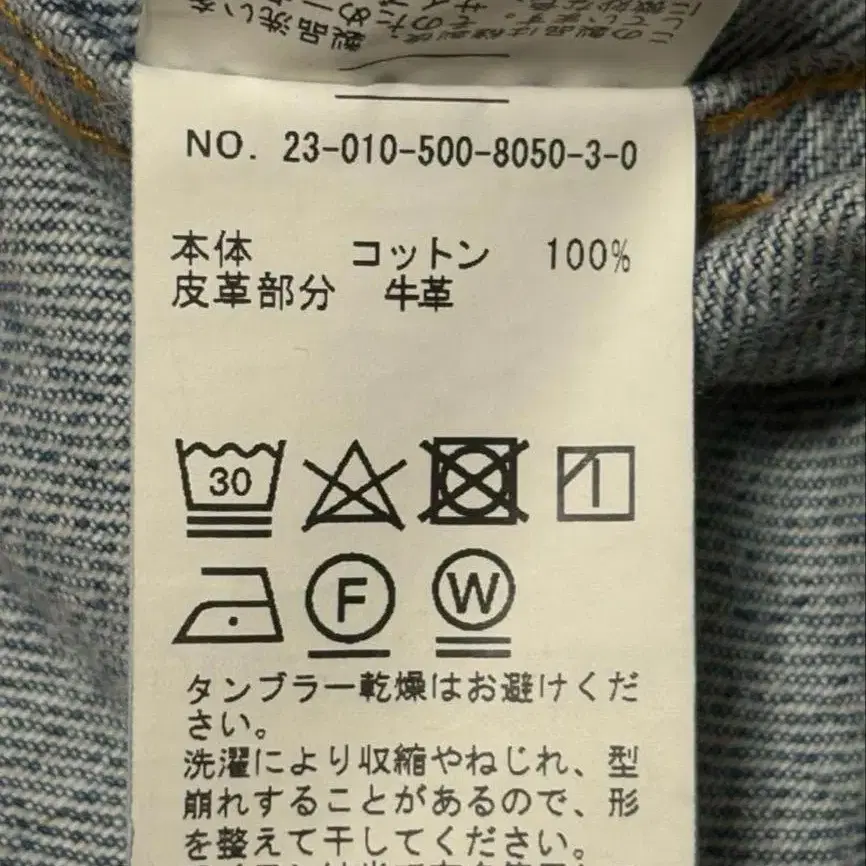 NO. 23-010-500-8050-3-0
本体 コットン 100%
皮革部分 牛革
30
F W
タンブラー乾燥はお避けくだ
さい。
洗濯により収縮やねじれ、型
崩れすることがあるので、形
を整えて干してください。